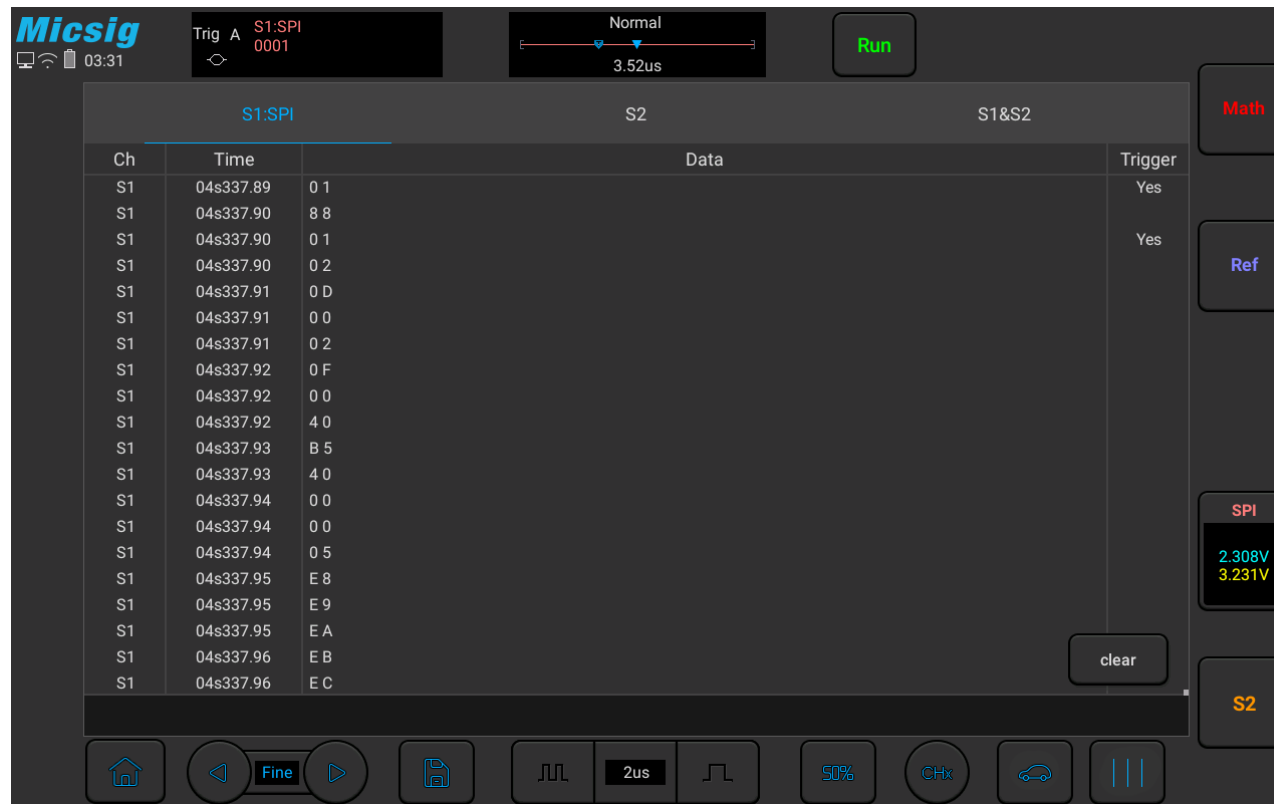 Micsig
03:31
Trig A S1:SPI
0001
Normal
3.52us
Run
S1:SPI S2 S1&S2
Ch Time Data Trigger
S1 04s337.89 0 1 Yes
S1 04s337.90 8 8
S1 04s337.90 0 1 Yes
S1 04s337.90 0 2
S1 04s337.91 0 D
S1 04s337.91 0 0
S1 04s337.91 0 2
S1 04s337.92 0 F
S1 04s337.92 0 0
S1 04s337.92 4 0
S1 04s337.93 B 5
S1 04s337.93 4 0
S1 04s337.94 0 0
S1 04s337.94 0 0
S1 04s337.94 0 5
S1 04s337.95 E 8
S1 04s337.95 E 9
S1 04s337.95 E A
S1 04s337.96 E B
S1 04s337.96 E C
clear
Math
Ref
SPI
2.308V
3.231V
S2
Fine
2us
50%
CHx